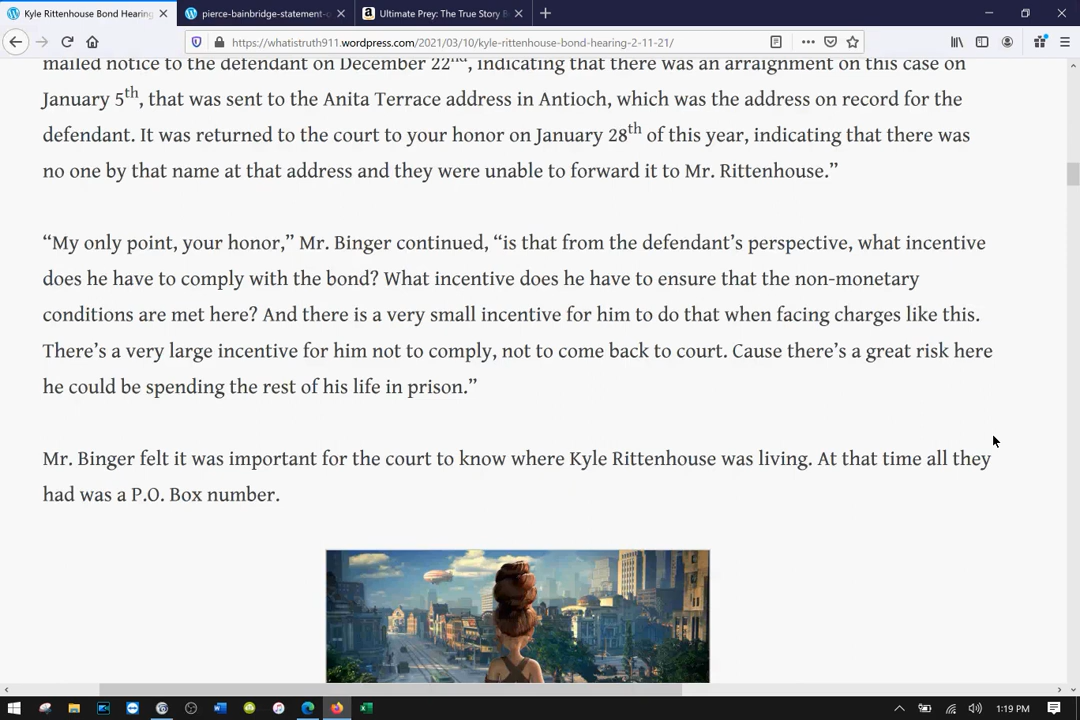 Kyle Rittenhouse Bond Hearing
pierce-bainbridge-statement-o
Ultimate Prey: The True Story B
https://whatistruth911.wordpress.com/2021/03/10/kyle-rittenhouse-bond-hearing-2-11-21/
mailed notice to the defendant on December 22nd, indicating that there was an arraignment on this case on
January 5th, that was sent to the Anita Terrace address in Antioch, which was the address on record for the
defendant. It was returned to the court to your honor on January 28th of this year, indicating that there was
no one by that name at that address and they were unable to forward it to Mr. Rittenhouse.”
“My only point, your honor,” Mr. Binger continued, “is that from the defendant’s perspective, what incentive
does he have to comply with the bond? What incentive does he have to ensure that the non-monetary
conditions are met here? And there is a very small incentive for him to do that when facing charges like this.
There’s a very large incentive for him not to comply, not to come back to court. Cause there’s a great risk here
he could be spending the rest of his life in prison.”
Mr. Binger felt it was important for the court to know where Kyle Rittenhouse was living. At that time all they
had was a P.O. Box number.
1:19 PM